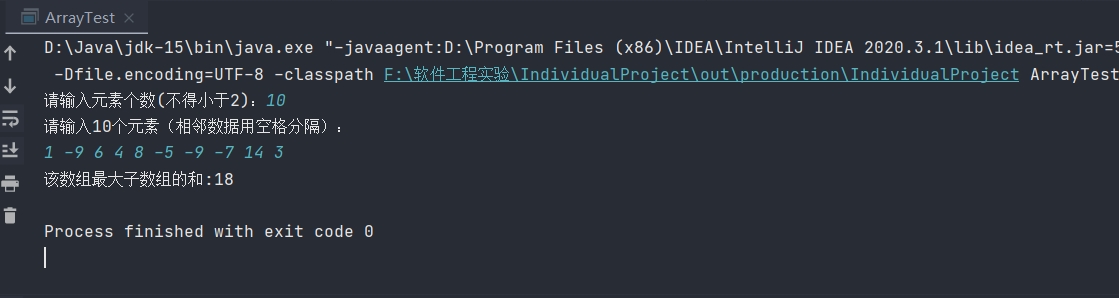 ArrayTest
D:\Java\jdk-15\bin\java.exe "-javaagent:D:\Program Files (x86)\IDEA\IntelliJ IDEA 2020.3.1\lib\idea_rt.jar=5
-Dfile.encoding=UTF-8 -classpath F:\软件工程实验\IndividualProject\out\production\IndividualProject ArrayTest
请输入元素个数(不得小于2)：10
请输入10个元素（相邻数据用空格分隔）：
1 -9 6 4 8 -5 -9 -7 14 3
该数组最大子数组的和:18
Process finished with exit code 0